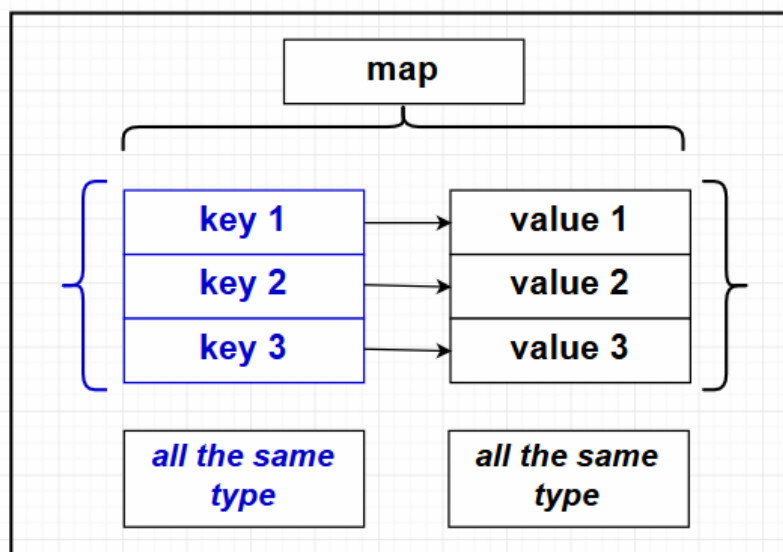 map
key 1
value 1
key 2
value 2
key 3
value 3
all the same
type
all the same
type